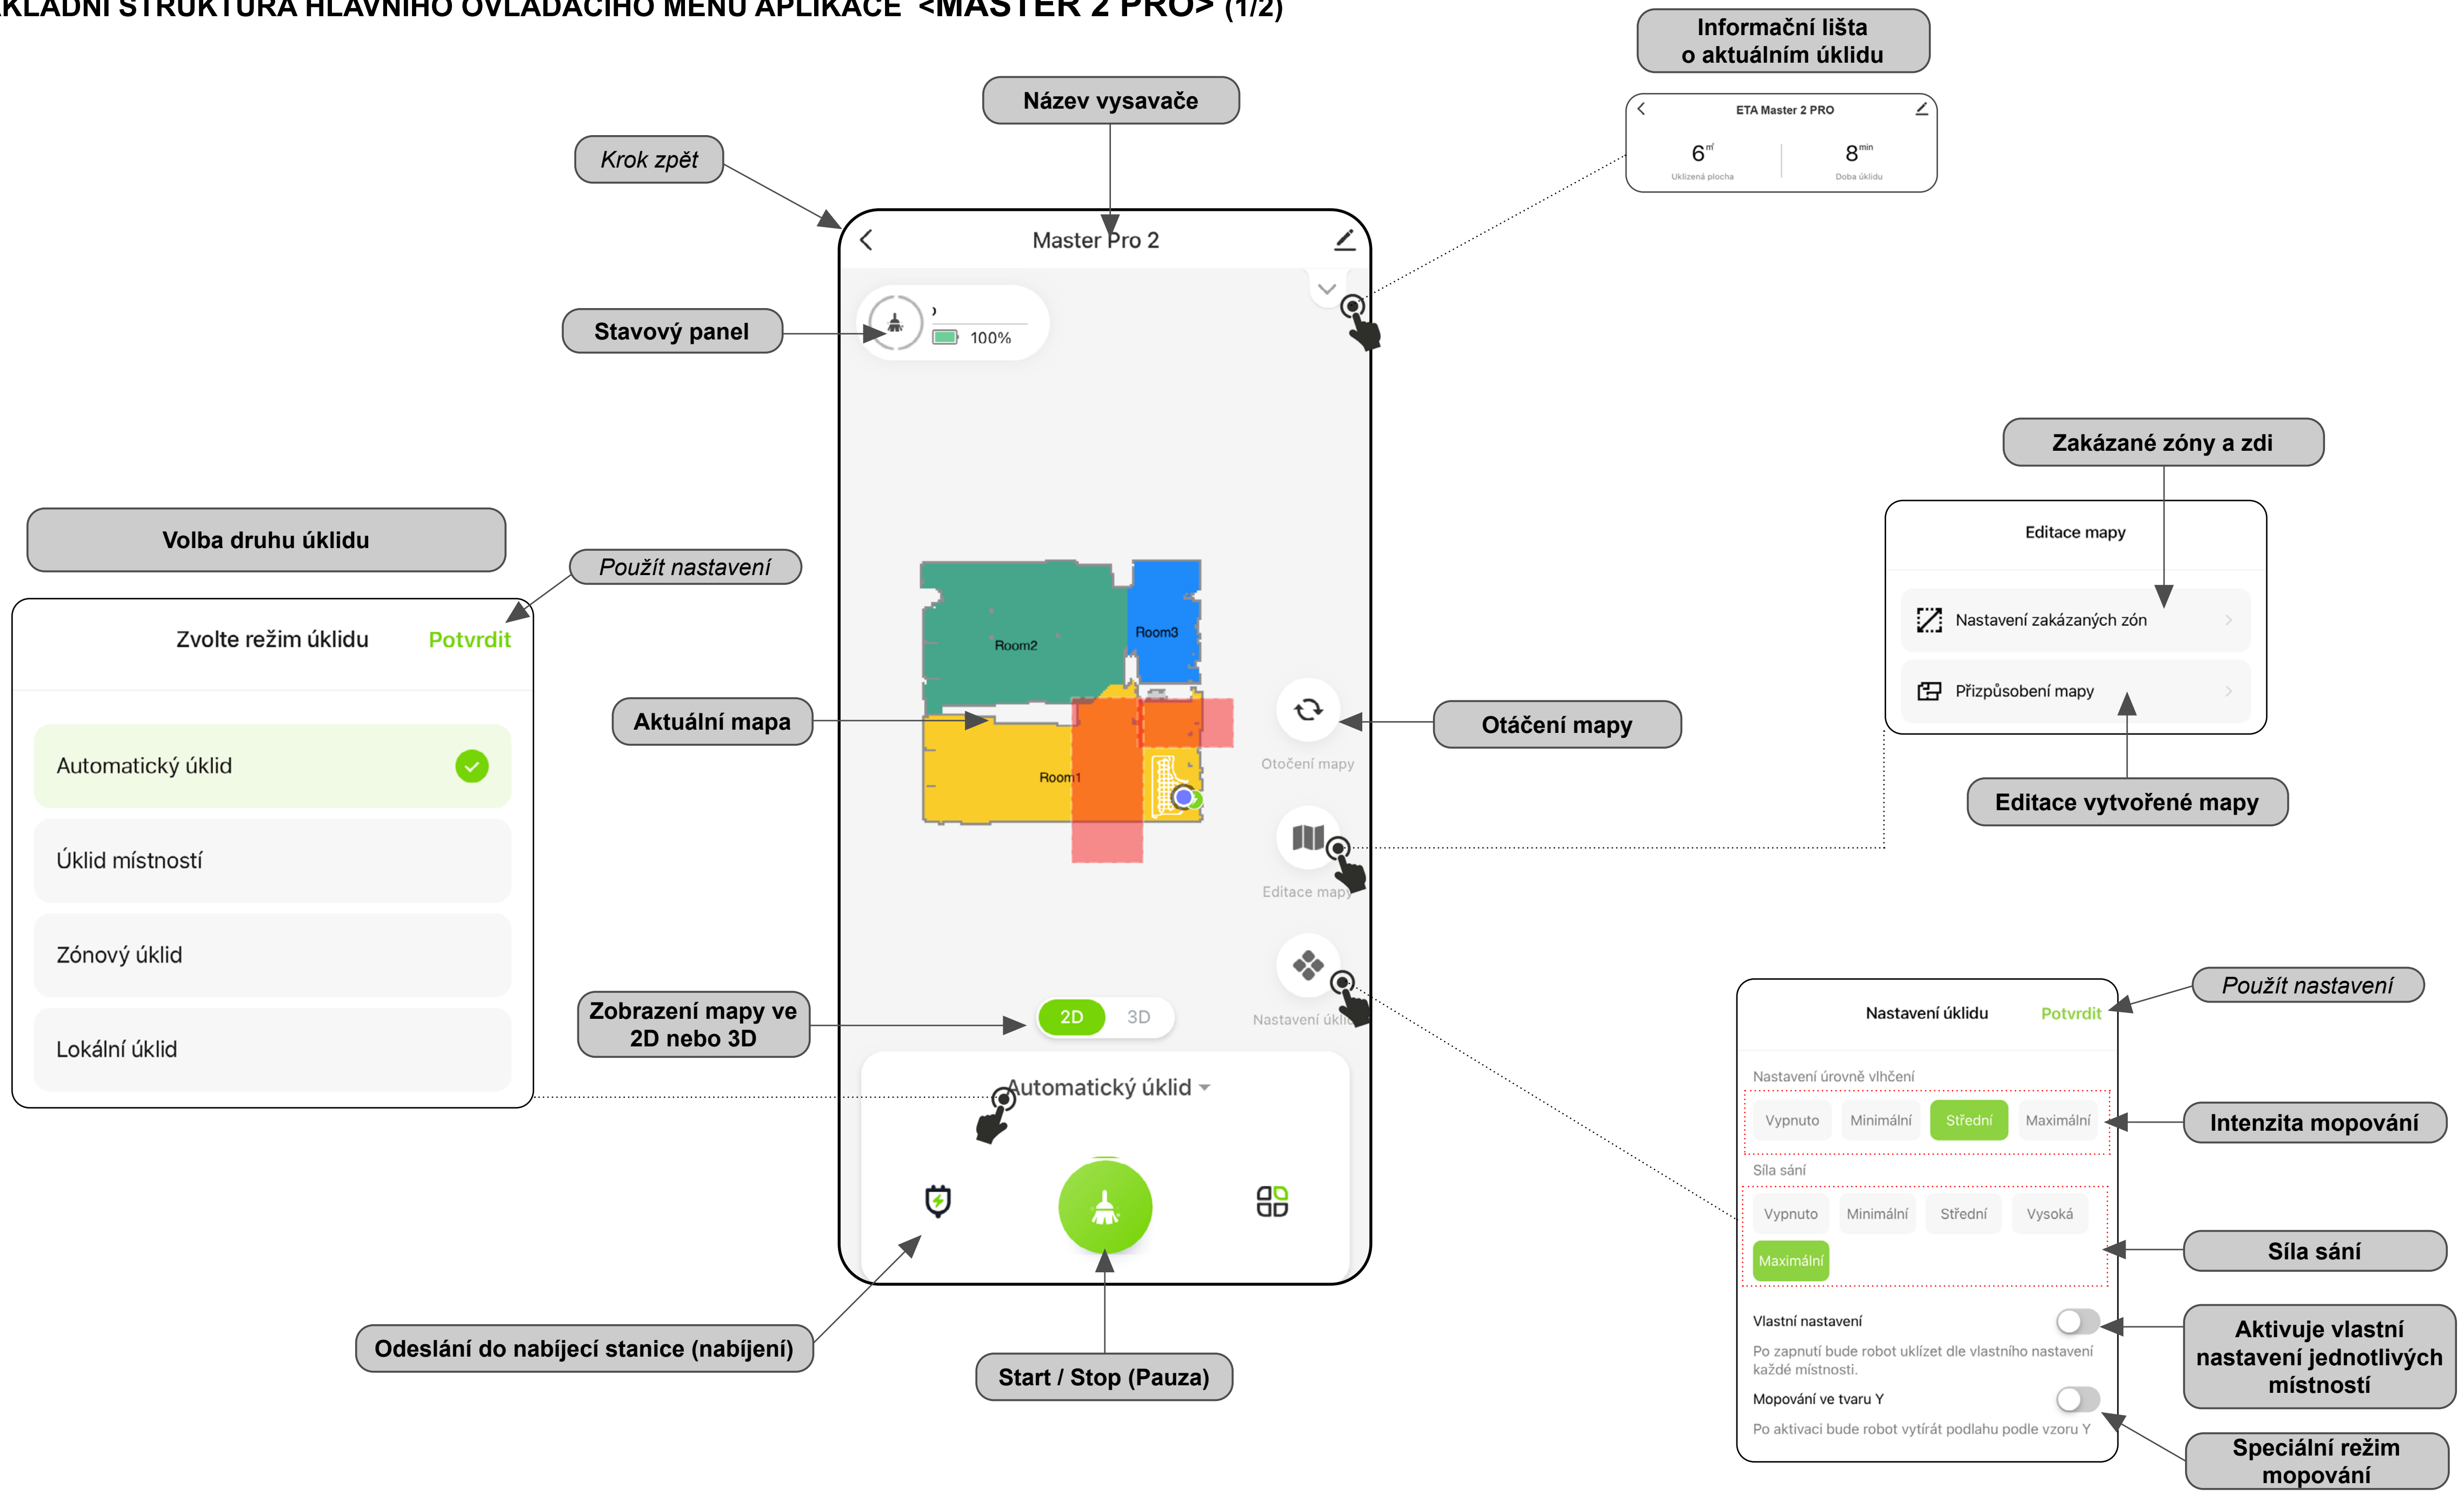 KLADNÍ STRUKTURA HLAVNÍHO OVLÁDACÍHO MENU APLIKACE <MASTER 2 PRO> (1/2)
Informační lišta
o aktuálním úklidu
ETA Master 2 PRO
6 ㎡
8 min
Uklizená plocha
Doba úklidu
Název vysavače
Krok zpět
Master Pro 2
Stavový panel
100%
Zakázané zóny a zdi
Editace mapy
Nastavení zakázaných zón
Přizpůsobení mapy
Editace vytvořené mapy
Volba druhu úklidu
Použít nastavení
Zvolte režim úklidu
Potvrdit
Automatický úklid
Úklid místností
Zónový úklid
Lokální úklid
Room2
Room3
Room1
Aktuální mapa
Otáčení mapy
Otočení mapy
Editace mapy
Nastavení úkli
Zobrazení mapy ve
2D nebo 3D
2D
3D
Automatický úklid
Odeslání do nabíjecí stanice (nabíjení)
Start / Stop (Pauza)
Použít nastavení
Nastavení úklidu
Potvrdit
Nastavení úrovně vlhčení
Vypnuto
Minimální
Střední
Maximální
Intenzita mopování
Síla sání
Vypnuto
Minimální
Střední
Vysoká
Maximální
Síla sání
Vlastní nastavení
Po zapnutí bude robot uklízet dle vlastního nastavení
každé místnosti.
Aktivuje vlastní
nastavení jednotlivých
místností
Mopování ve tvaru Y
Po aktivaci bude robot vytírát podlahu podle vzoru Y
Speciální režim
mopování